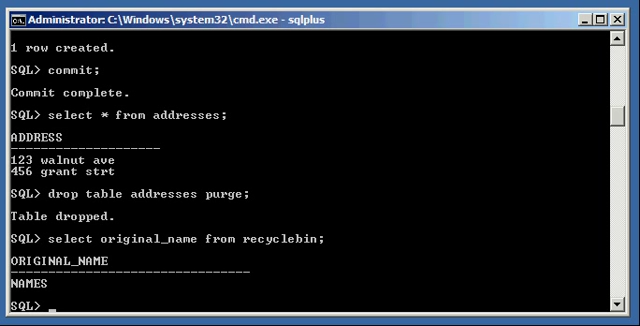 Administrator: C:\Windows\system32\cmd.exe - sqlplus
1 row created.
SQL> commit;
Commit complete.
SQL> select * from addresses;
ADDRESS
--------------------
123 walnut ave
456 grant strt
SQL> drop table addresses purge;
Table dropped.
SQL> select original_name from recyclebin;
ORIGINAL_NAME
--------------------------------
NAMES
SQL> _